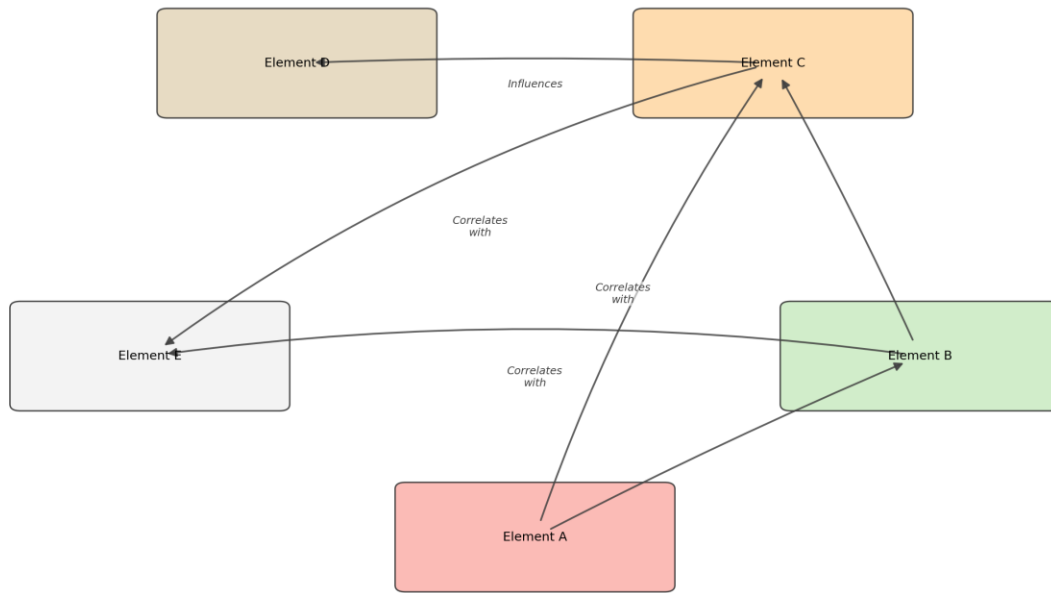 Element D
Element C
Influences
Correlates
with
Correlates
with
Element E
Element B
Correlates
with
Element A